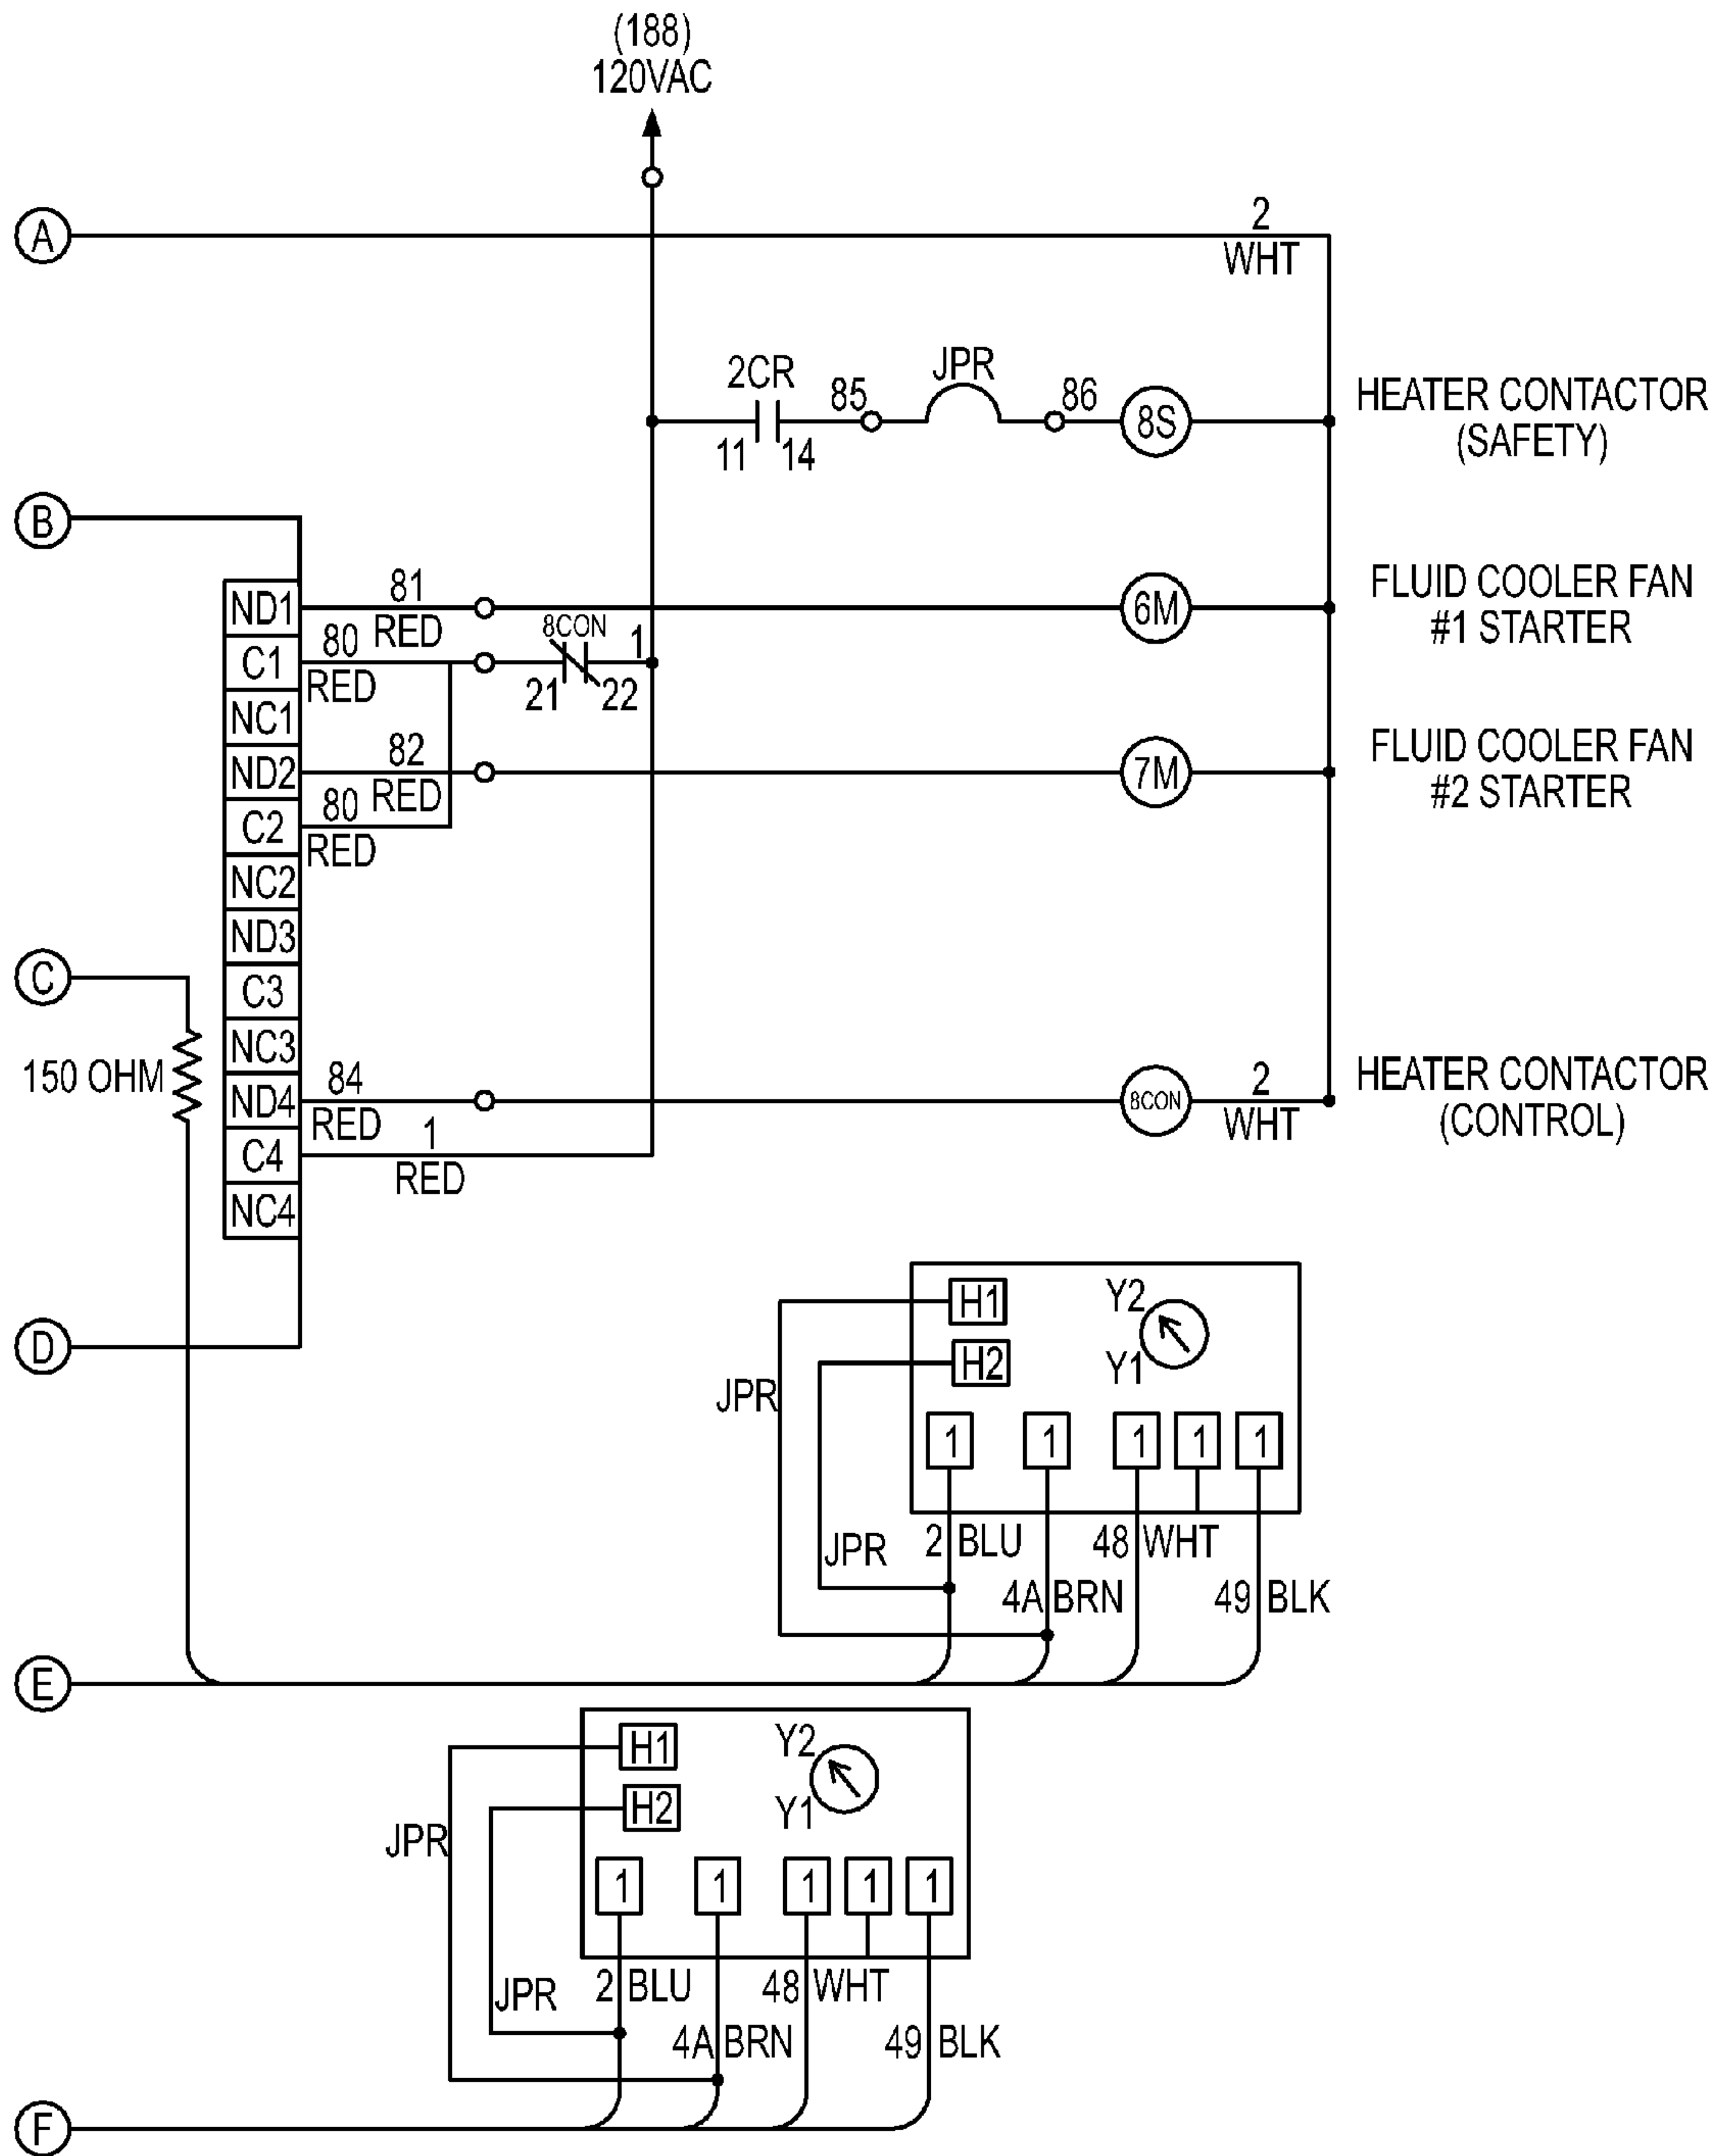 (188)
120VAC
A
2
WHT
2CR
85
JPR
86
8S
11
14
HEATER CONTACTOR
(SAFETY)
B
ND1
81
RED
6M
FLUID COOLER FAN
#1 STARTER
C1
80
RED
8CON
1
21
22
NC1
ND2
82
RED
7M
FLUID COOLER FAN
#2 STARTER
C2
80
RED
NC2
ND3
C
C3
NC3
150 OHM
ND4
84
RED
8CON
2
WHT
HEATER CONTACTOR
(CONTROL)
C4
1
RED
NC4
D
H1
Y2
H2
Y1
JPR
1 1 1 1 1
JPR
2 BLU
48 WHT
4A BRN
49 BLK
E
H1
Y2
H2
Y1
JPR
1 1 1 1 1
JPR
2 BLU
48 WHT
4A BRN
49 BLK
F